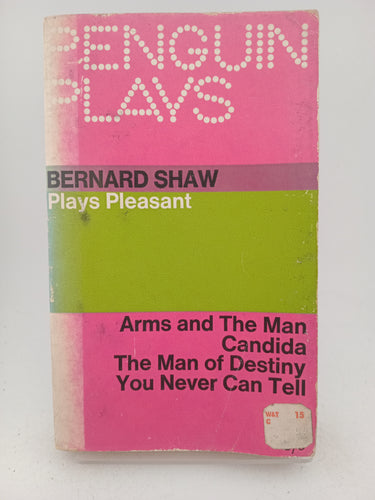 PENGUIN
PLAYS
BERNARD SHAW
Plays Pleasant
Arms and The Man
Candida
The Man of Destiny
You Never Can Tell
W&T 15
C